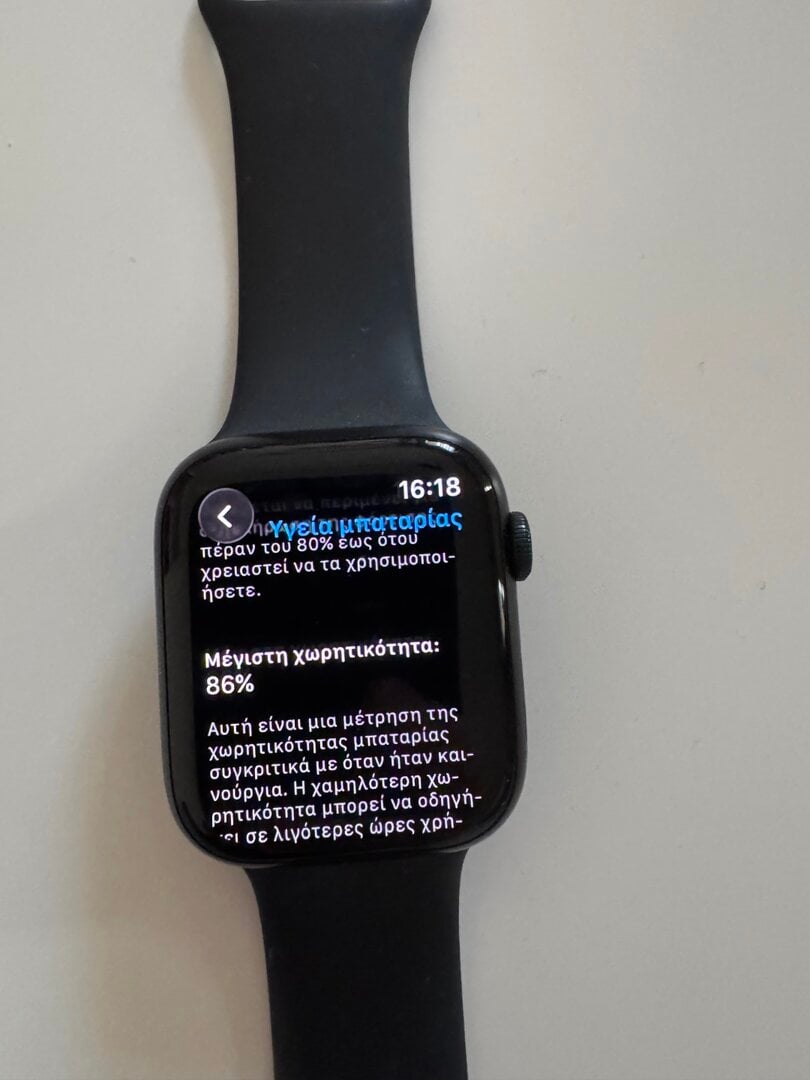 16:18
Υγεία μπαταρίας
πέραν του 80% έως ότου
χρειαστεί να τα χρησιμοποι-
ήσετε.
Μέγιστη χωρητικότητα:
86%
Αυτή είναι μια μέτρηση της
χωρητικότητας μπαταρίας
συγκριτικά με όταν ήταν και-
νούργια. Η χαμηλότερη χω-
ρητικότητα μπορεί να οδηγή-
σε λιγότερες ώρες χρή-